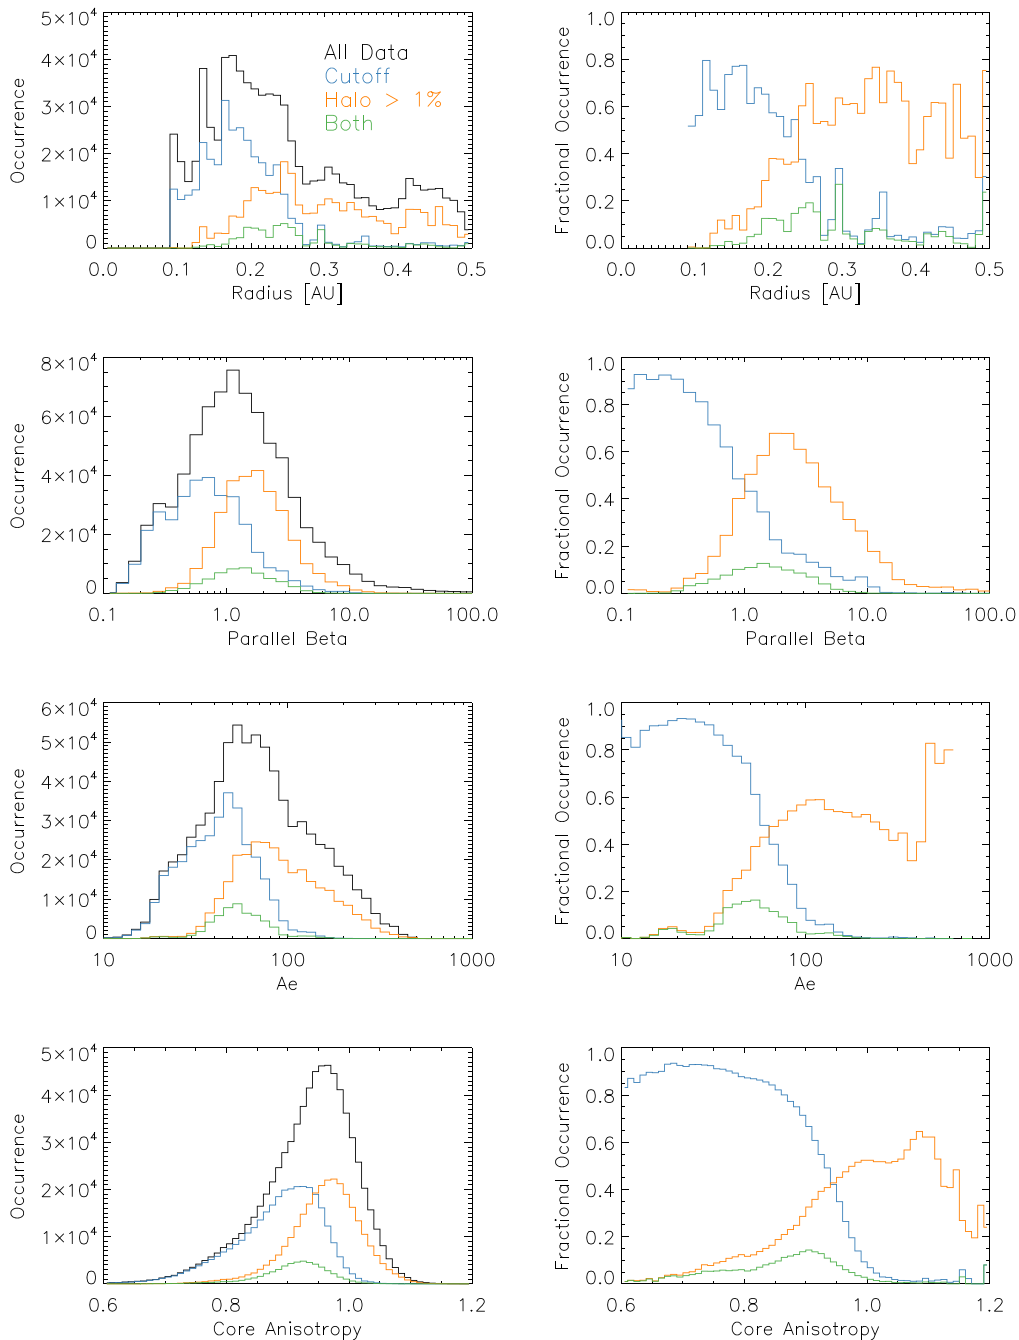 5×10⁴
4×10⁴
3×10⁴
2×10⁴
1×10⁴
0
Occurrence
All Data
Cutoff
Halo > 1%
Both
0.0 0.1 0.2 0.3 0.4 0.5
Radius [AU]
1.0
0.8
0.6
0.4
0.2
0.0
Fractional Occurrence
0.0 0.1 0.2 0.3 0.4 0.5
Radius [AU]
8×10⁴
6×10⁴
4×10⁴
2×10⁴
0
Occurrence
0.1 1.0 10.0 100.0
Parallel Beta
1.0
0.8
0.6
0.4
0.2
0.0
Fractional Occurrence
0.1 1.0 10.0 100.0
Parallel Beta
6×10⁴
5×10⁴
4×10⁴
3×10⁴
2×10⁴
1×10⁴
0
Occurrence
10 100 1000
Ae
1.0
0.8
0.6
0.4
0.2
0.0
Fractional Occurrence
10 100 1000
Ae
5×10⁴
4×10⁴
3×10⁴
2×10⁴
1×10⁴
0
Occurrence
0.6 0.8 1.0 1.2
Core Anisotropy
1.0
0.8
0.6
0.4
0.2
0.0
Fractional Occurrence
0.6 0.8 1.0 1.2
Core Anisotropy